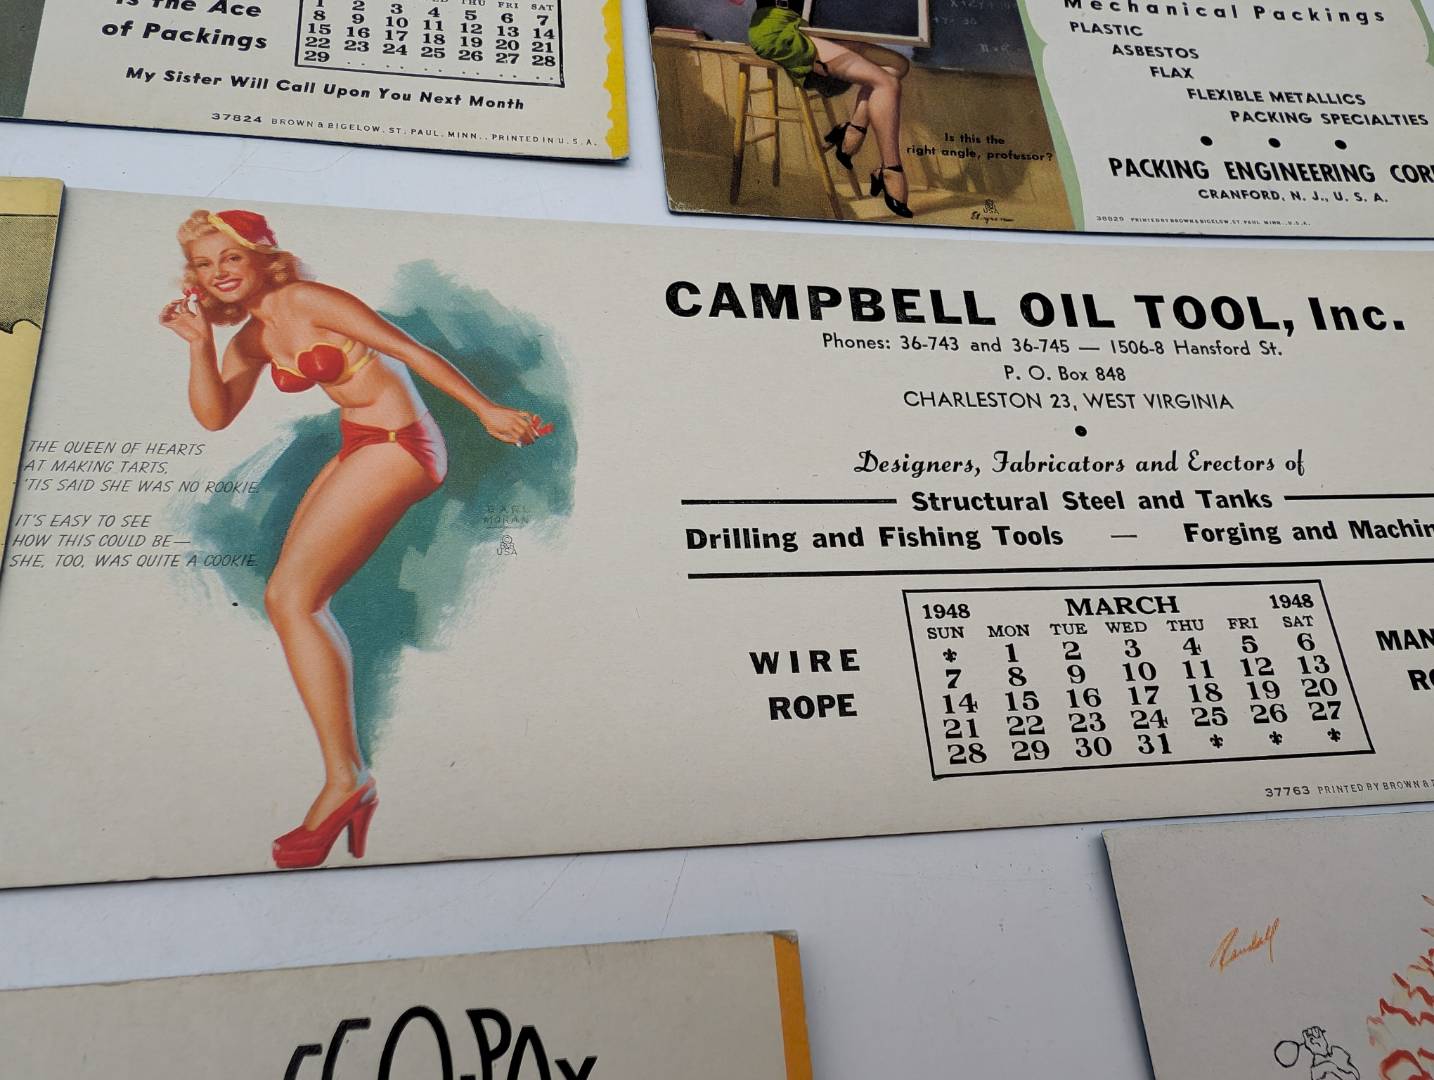 is the Ace
of Packings
THU FRI SAT
1 2 3 4 5 6 7
8 9 10 11 12 13 14
15 16 17 18 19 20 21
22 23 24 25 26 27 28
29
My Sister Will Call Upon You Next Month
37824 BROWN & BIGELOW, ST. PAUL, MINN., PRINTED IN U.S.A.
Is this the
right angle, professor?
Mechanical Packings
PLASTIC
ASBESTOS
FLAX
FLEXIBLE METALLICS
PACKING SPECIALTIES
PACKING ENGINEERING COR
CRANFORD, N. J., U. S. A.
THE QUEEN OF HEARTS
AT MAKING TARTS,
'TIS SAID SHE WAS NO ROOKIE.
IT'S EASY TO SEE
HOW THIS COULD BE—
SHE, TOO, WAS QUITE A COOKIE.
EARL
MORAN
© B&B
USA
CAMPBELL OIL TOOL, Inc.
Phones: 36-743 and 36-745 — 1506-8 Hansford St.
P. O. Box 848
CHARLESTON 23, WEST VIRGINIA
Designers, Fabricators and Erectors of
Structural Steel and Tanks
Drilling and Fishing Tools — Forging and Machin
WIRE
ROPE
1948 MARCH 1948
SUN MON TUE WED THU FRI SAT
* 1 2 3 4 5 6
7 8 9 10 11 12 13
14 15 16 17 18 19 20
21 22 23 24 25 26 27
28 29 30 31 * * *
MAN
RO
37763 PRINTED BY BROWN &
Randall